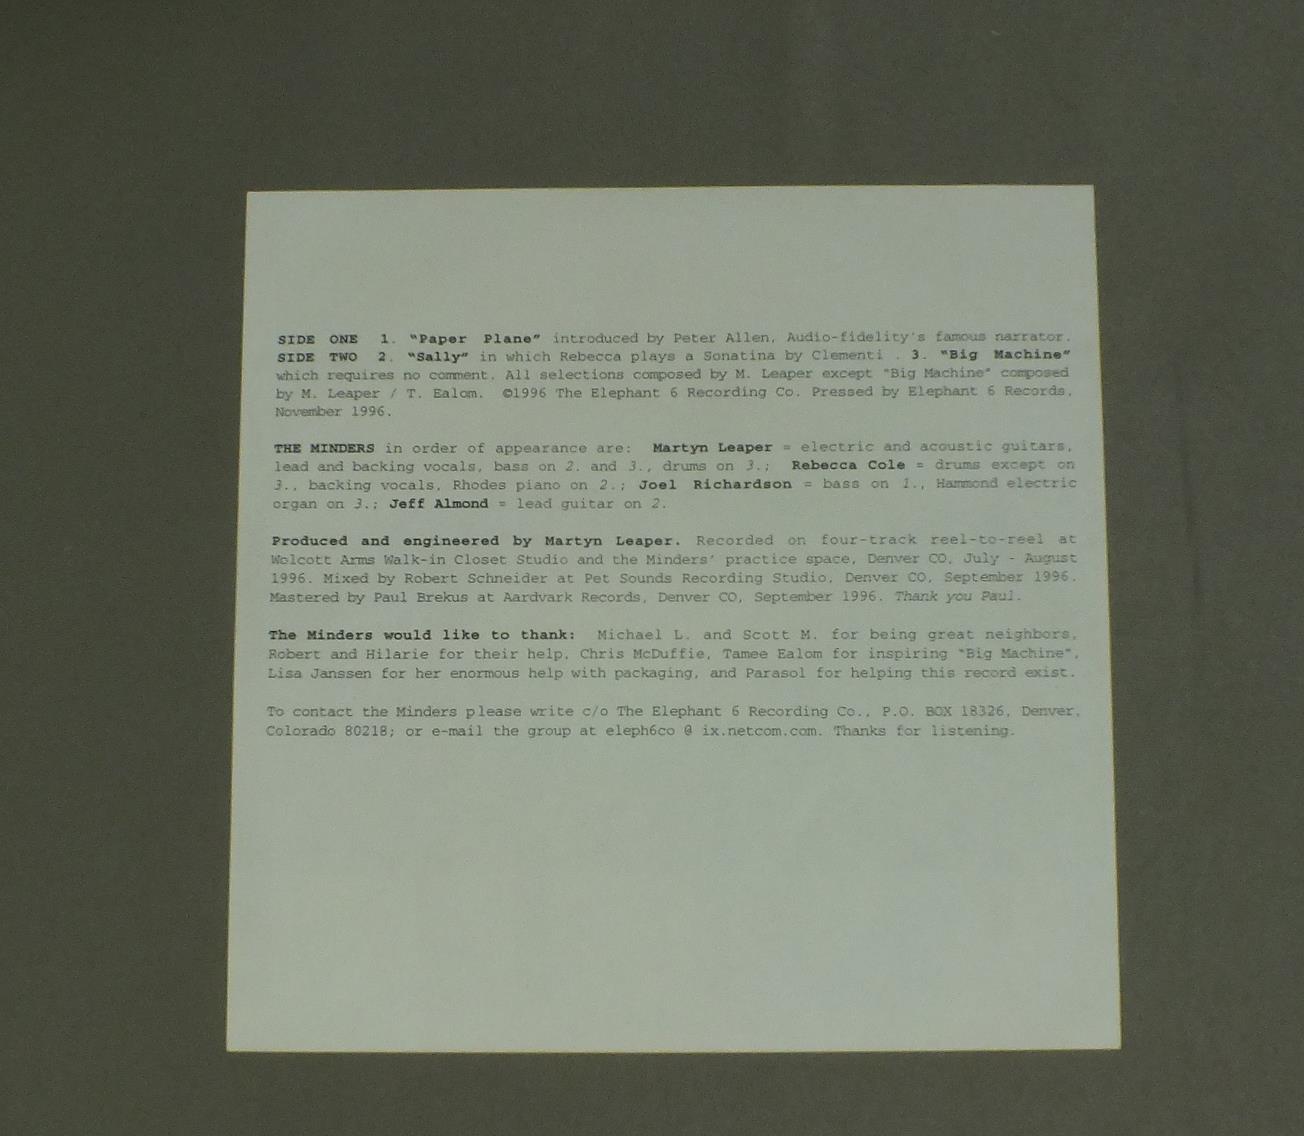 SIDE ONE 1. "Paper Plane" introduced by Peter Allen, Audio-fidelity's famous narrator.
SIDE TWO 2. "Sally" in which Rebecca plays a Sonatina by Clementi . 3. "Big Machine"
which requires no comment. All selections composed by M. Leaper except "Big Machine" composed
by M. Leaper / T. Ealom. ©1996 The Elephant 6 Recording Co. Pressed by Elephant 6 Records,
November 1996.
THE MINDERS in order of appearance are: Martyn Leaper = electric and acoustic guitars,
lead and backing vocals, bass on 2. and 3., drums on 3.; Rebecca Cole = drums except on
3., backing vocals, Rhodes piano on 2.; Joel Richardson = bass on 1., Hammond electric
organ on 3.; Jeff Almond = lead guitar on 2.
Produced and engineered by Martyn Leaper. Recorded on four-track reel-to-reel at
Wolcott Arms Walk-in Closet Studio and the Minders' practice space, Denver CO, July - August
1996. Mixed by Robert Schneider at Pet Sounds Recording Studio, Denver CO, September 1996.
Mastered by Paul Brekus at Aardvark Records, Denver CO, September 1996. Thank you Paul.
The Minders would like to thank: Michael L. and Scott M. for being great neighbors,
Robert and Hilarie for their help, Chris McDuffie, Tamee Ealom for inspiring "Big Machine",
Lisa Janssen for her enormous help with packaging, and Parasol for helping this record exist.
To contact the Minders please write c/o The Elephant 6 Recording Co., P.O. BOX 18326, Denver,
Colorado 80218; or e-mail the group at eleph6co @ ix.netcom.com. Thanks for listening.